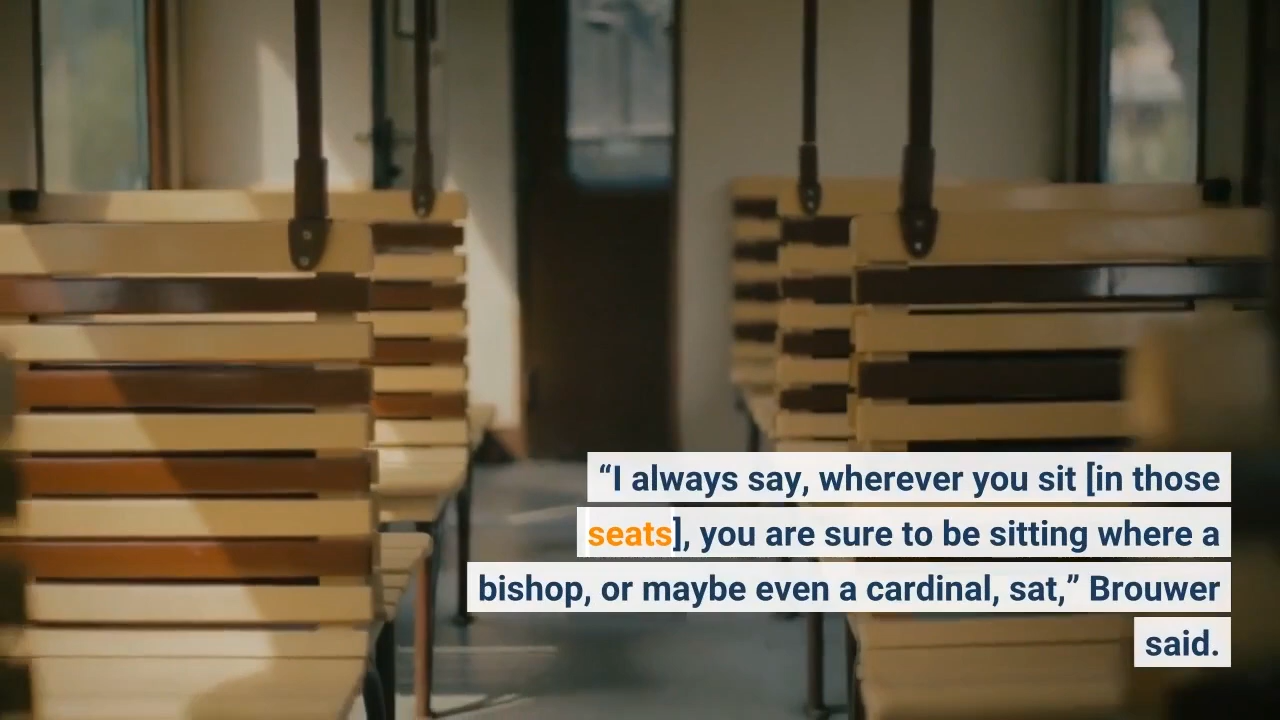 “I always say, wherever you sit [in those
seats], you are sure to be sitting where a
bishop, or maybe even a cardinal, sat,” Brouwer
said.